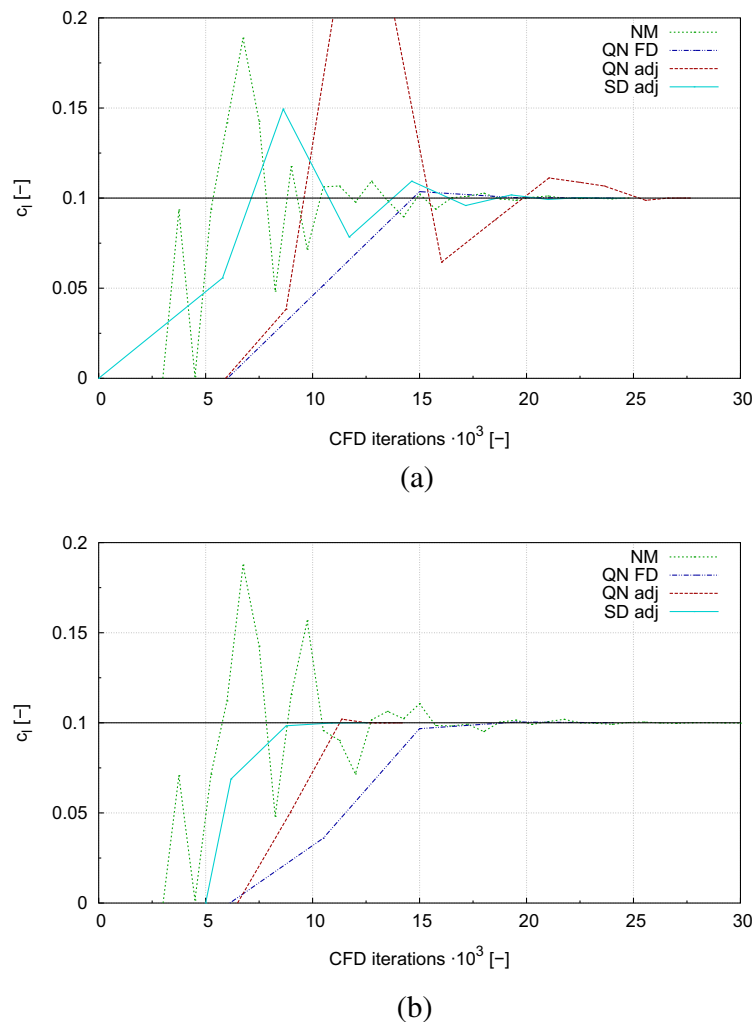 0.2
NM
QN FD
QN adj
SD adj
0.15
0.1
c_l [−]
0.05
0
0 5 10 15 20 25 30
CFD iterations ·10^3 [−]
(a)
0.2
NM
QN FD
QN adj
SD adj
0.15
0.1
c_l [−]
0.05
0
0 5 10 15 20 25 30
CFD iterations ·10^3 [−]
(b)